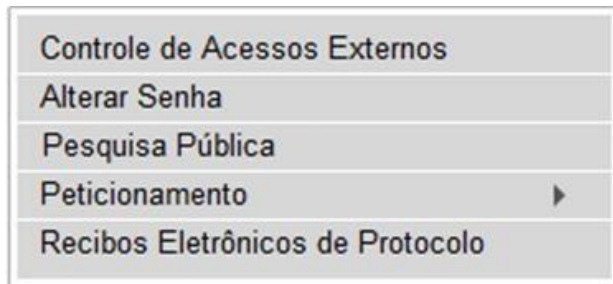 Controle de Acessos Externos
Alterar Senha
Pesquisa Pública
Peticionamento
Recibos Eletrônicos de Protocolo